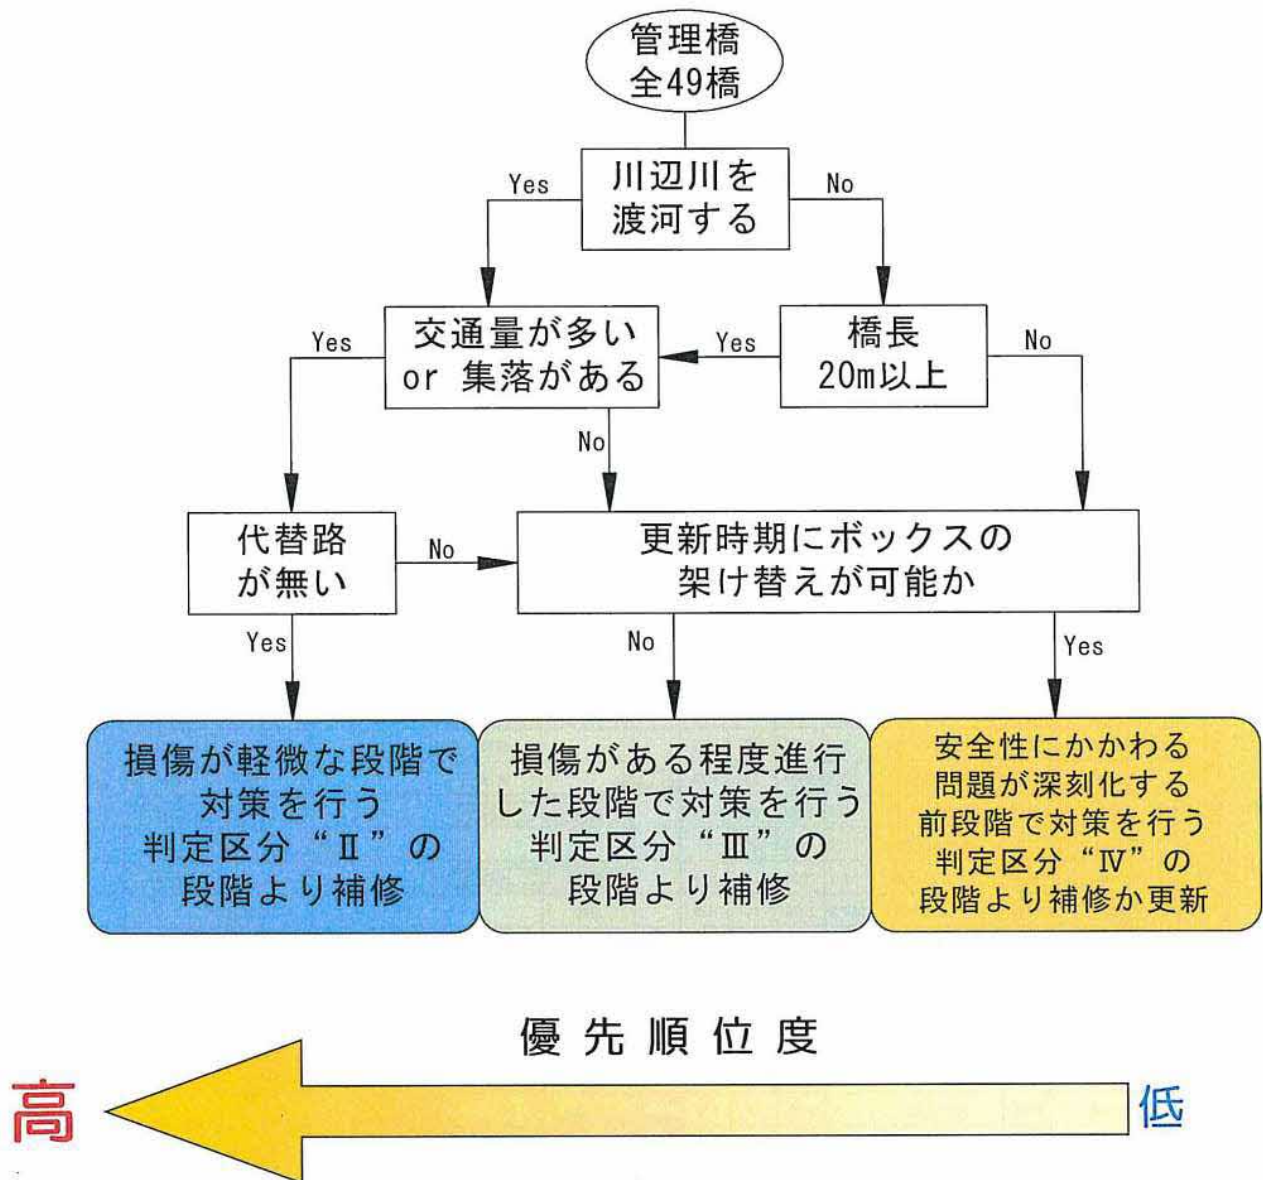 管理橋
全49橋
川辺川を
渡河する
Yes
No
交通量が多い
or 集落がある
橋長
20m以上
Yes
Yes
No
No
代替路
が無い
No
更新時期にボックスの
架け替えが可能か
Yes
No
Yes
損傷が軽微な段階で
対策を行う
判定区分“Ⅱ”の
段階より補修
損傷がある程度進行
した段階で対策を行う
判定区分“Ⅲ”の
段階より補修
安全性にかかわる
問題が深刻化する
前段階で対策を行う
判定区分“Ⅳ”の
段階より補修か更新
優先順位度
高
低